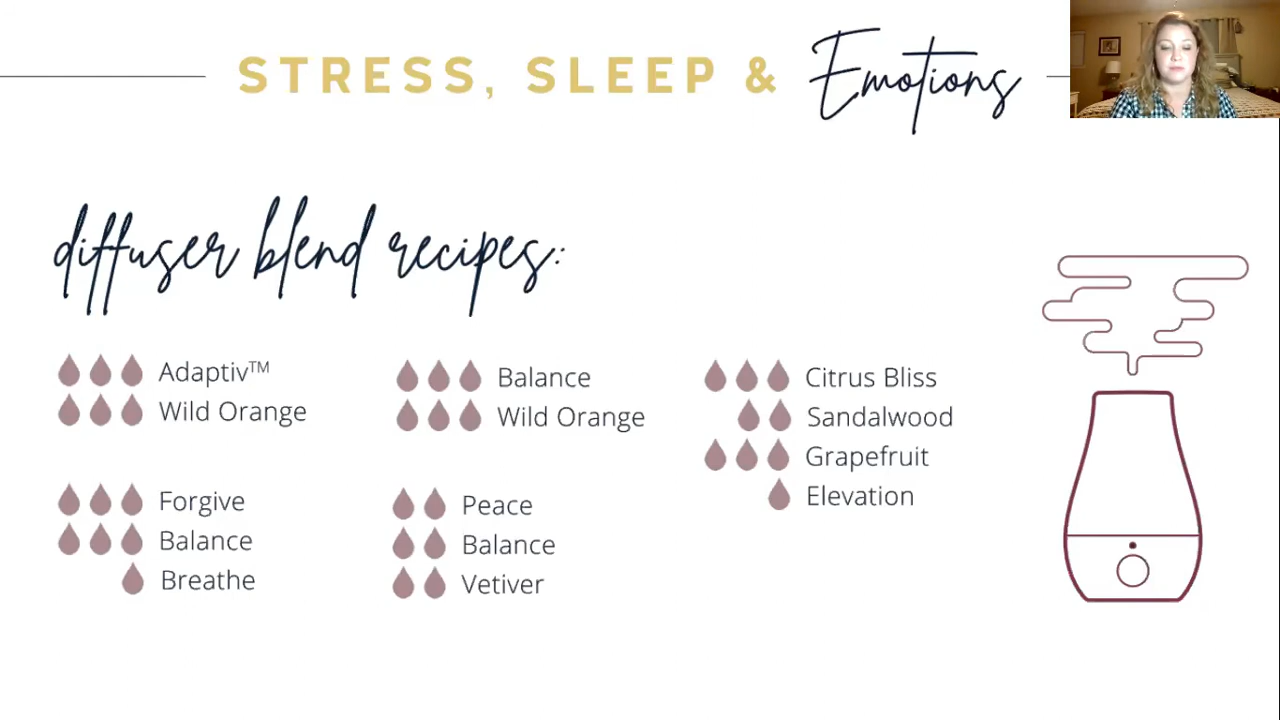 STRESS, SLEEP & Emotions
diffuser blend recipes:
Adaptiv™
Wild Orange
Forgive
Balance
Breathe
Balance
Wild Orange
Peace
Balance
Vetiver
Citrus Bliss
Sandalwood
Grapefruit
Elevation